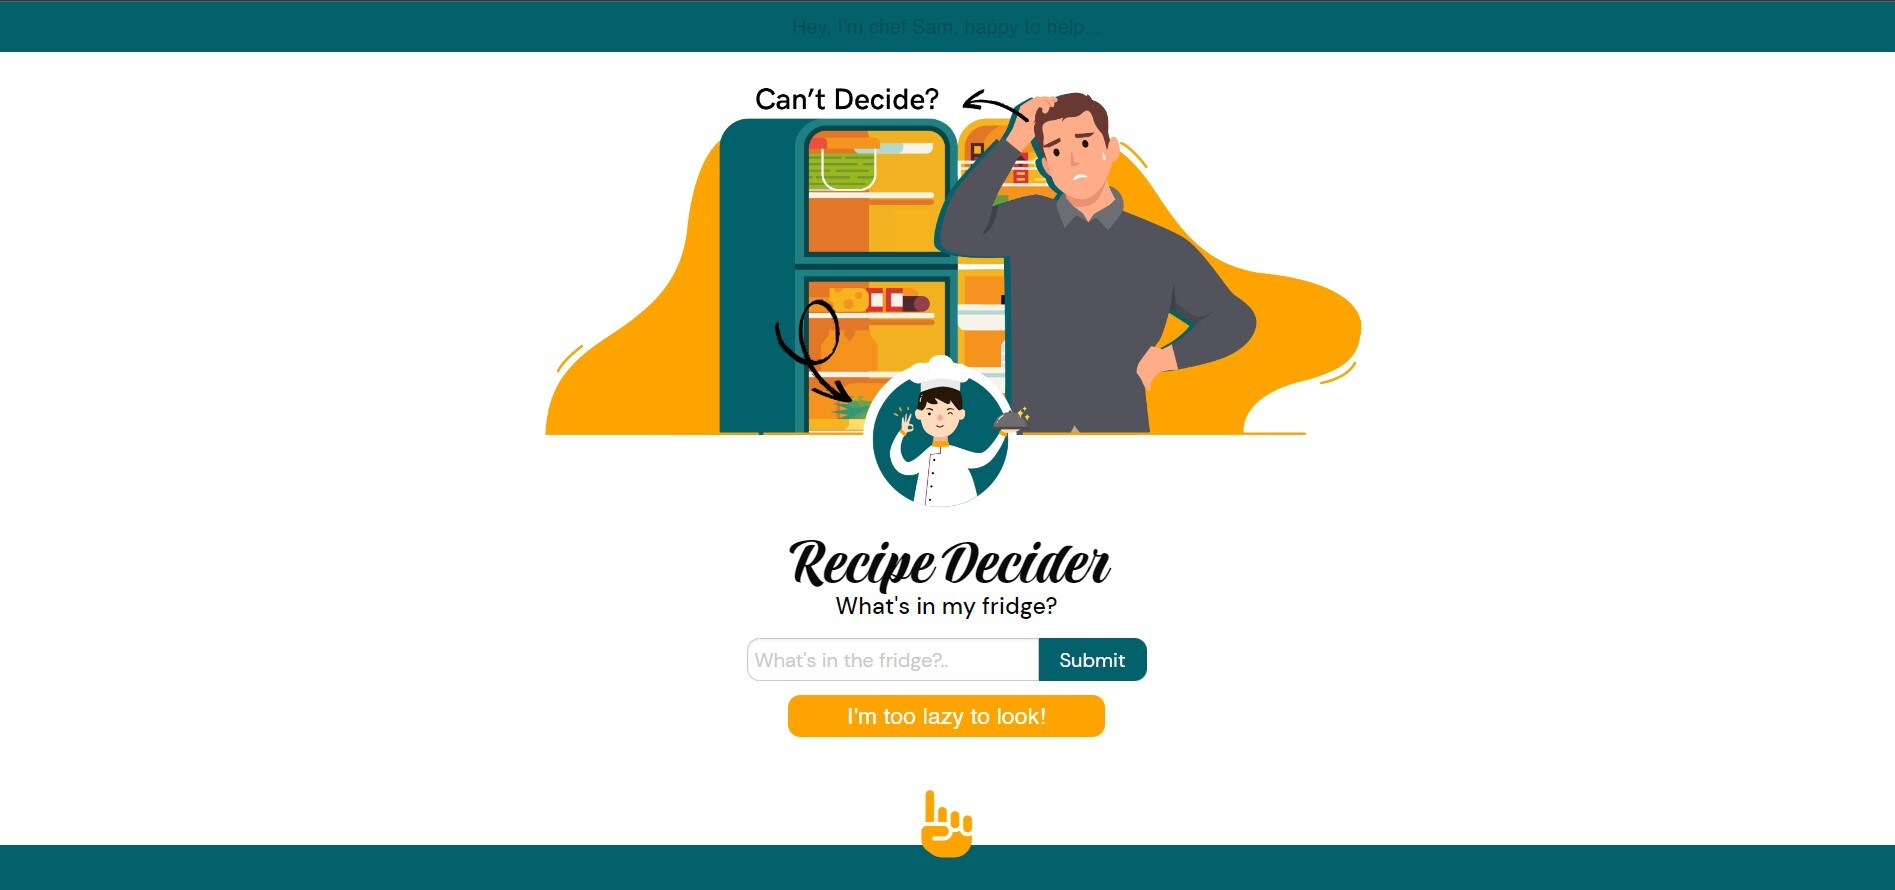 Hey, I'm chef Sam, happy to help...
Can't Decide?
Recipe Decider
What's in my fridge?
What's in the fridge?..
Submit
I'm too lazy to look!